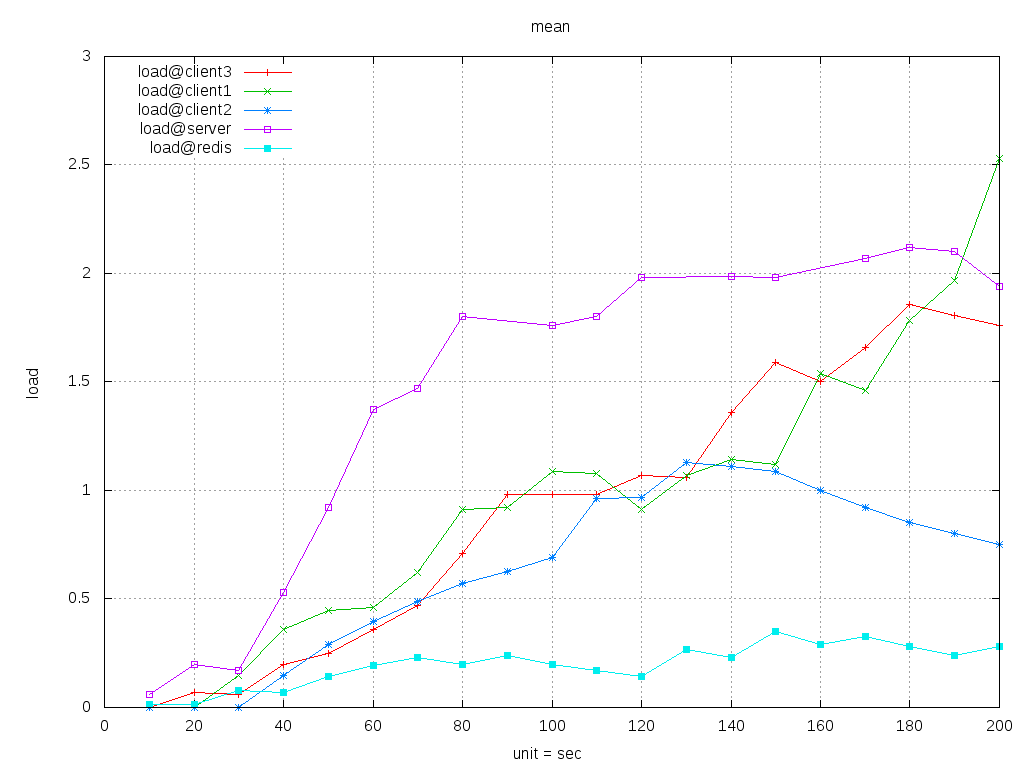 mean
3
2.5
2
1.5
1
0.5
0
load
load@client3
load@client1
load@client2
load@server
load@redis
0 20 40 60 80 100 120 140 160 180 200
unit = sec